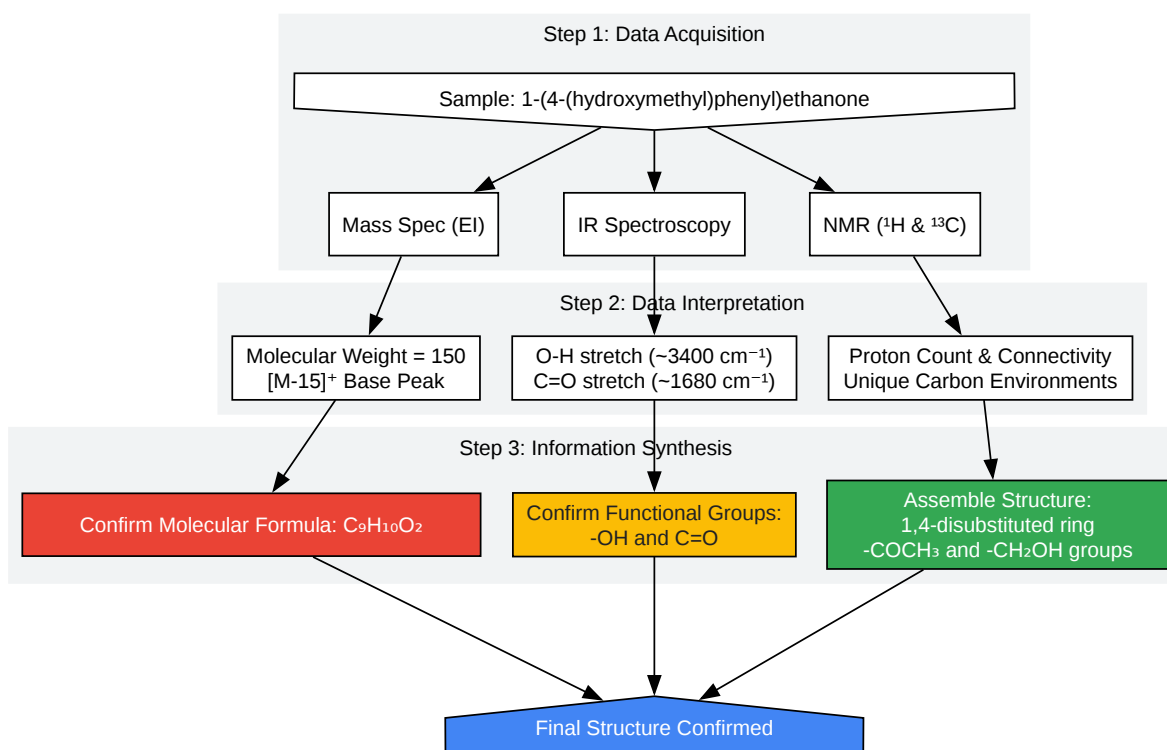 Step 1: Data Acquisition
Sample: 1-(4-(hydroxymethyl)phenyl)ethanone
Mass Spec (EI)
IR Spectroscopy
NMR (¹H & ¹³C)
Step 2: Data Interpretation
Molecular Weight = 150
[M-15]⁺ Base Peak
O-H stretch (~3400 cm⁻¹)
C=O stretch (~1680 cm⁻¹)
Proton Count & Connectivity
Unique Carbon Environments
Step 3: Information Synthesis
Confirm Molecular Formula: C₉H₁₀O₂
Confirm Functional Groups:
-OH and C=O
Assemble Structure:
1,4-disubstituted ring
-COCH₃ and -CH₂OH groups
Final Structure Confirmed